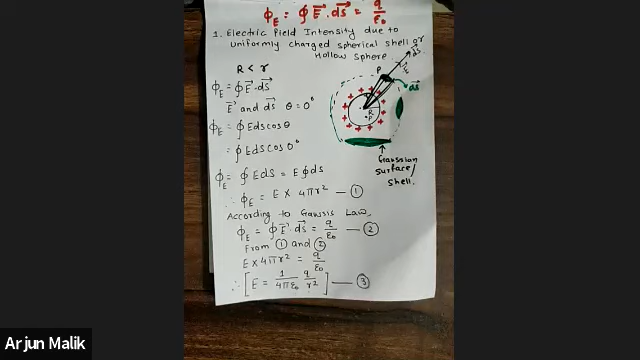 ϕE = ∮ E⃗ . ds⃗ = q/ε₀
1. Electric Field Intensity due to
uniformly charged spherical shell or
Hollow Sphere.
R < r
ϕE = ∮ E⃗ . ds⃗
E⃗ and ds⃗ θ = 0°
ϕE = ∮ Eds cosθ
= ∮ Eds cos 0°
ϕE = ∮ Eds = E ∮ ds
∴ ϕE = E × 4πr² — ①
According to Gauss's Law,
ϕE = ∮ E⃗ . ds⃗ = q/ε₀ — ②
From ① and ②
E × 4πr² = q/ε₀
∴ [E = 1/4πε₀ q/r²] — ③
P
E⃗
ds⃗
ds⃗
R
Gaussian
surface/
shell.
Arjun Malik